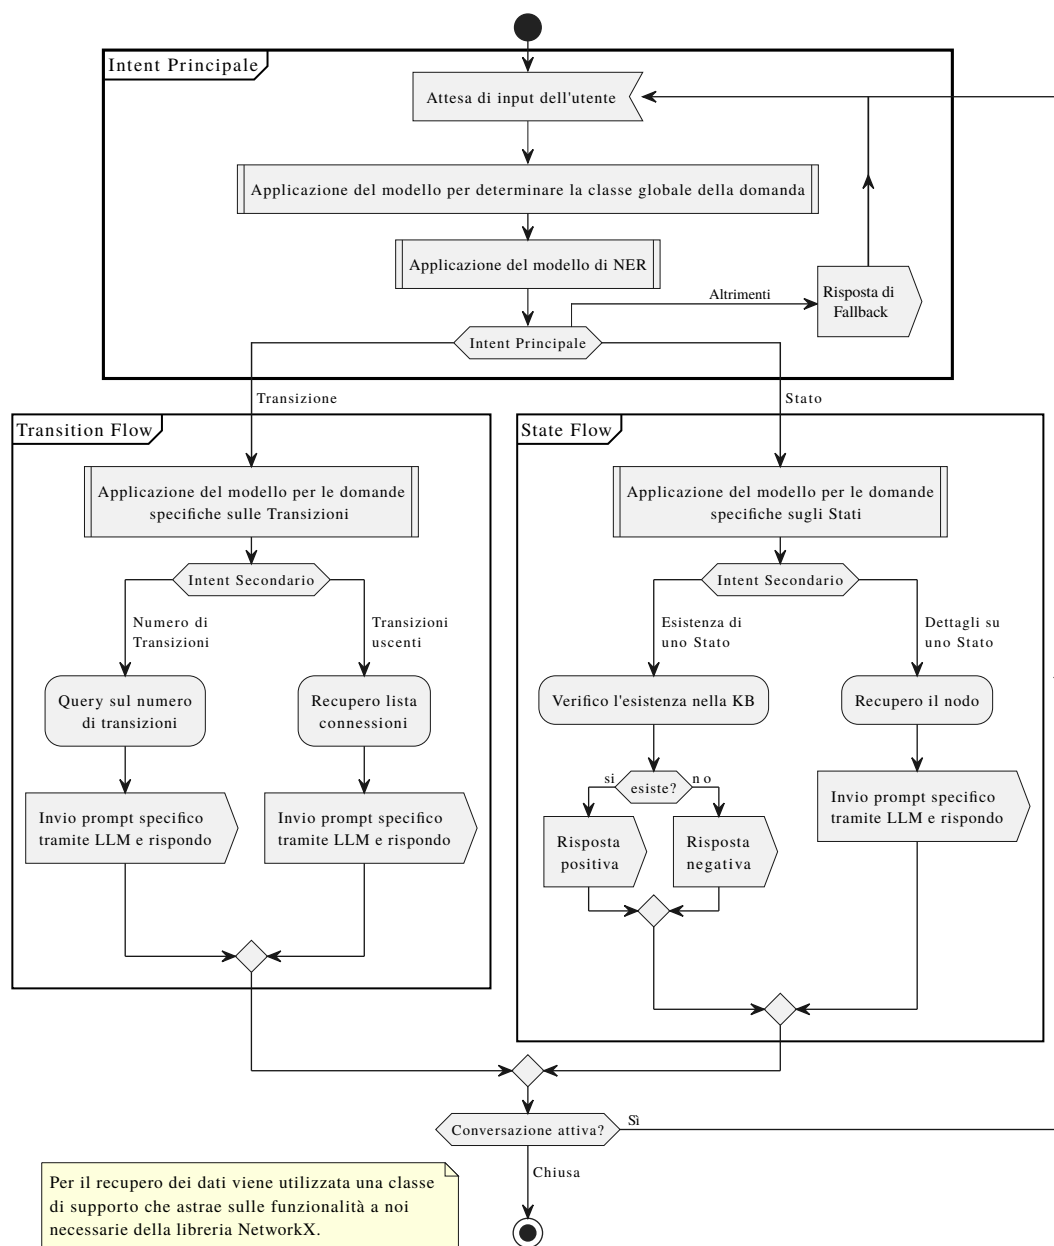 Intent Principale
Attesa di input dell'utente
Applicazione del modello per determinare la classe globale della domanda
Applicazione del modello di NER
Altrimenti
Risposta di
Fallback
Intent Principale
Transizione
Stato
Transition Flow
Applicazione del modello per le domande
specifiche sulle Transizioni
Intent Secondario
Numero di
Transizioni
Transizioni
uscenti
Query sul numero
di transizioni
Recupero lista
connessioni
Invio prompt specifico
tramite LLM e rispondo
Invio prompt specifico
tramite LLM e rispondo
State Flow
Applicazione del modello per le domande
specifiche sugli Stati
Intent Secondario
Esistenza di
uno Stato
Dettagli su
uno Stato
Verifico l'esistenza nella KB
Recupero il nodo
si
esiste?
no
Risposta
positiva
Risposta
negativa
Invio prompt specifico
tramite LLM e rispondo
Conversazione attiva?
Sì
Chiusa
Per il recupero dei dati viene utilizzata una classe
di supporto che astrae sulle funzionalità a noi
necessarie della libreria NetworkX.